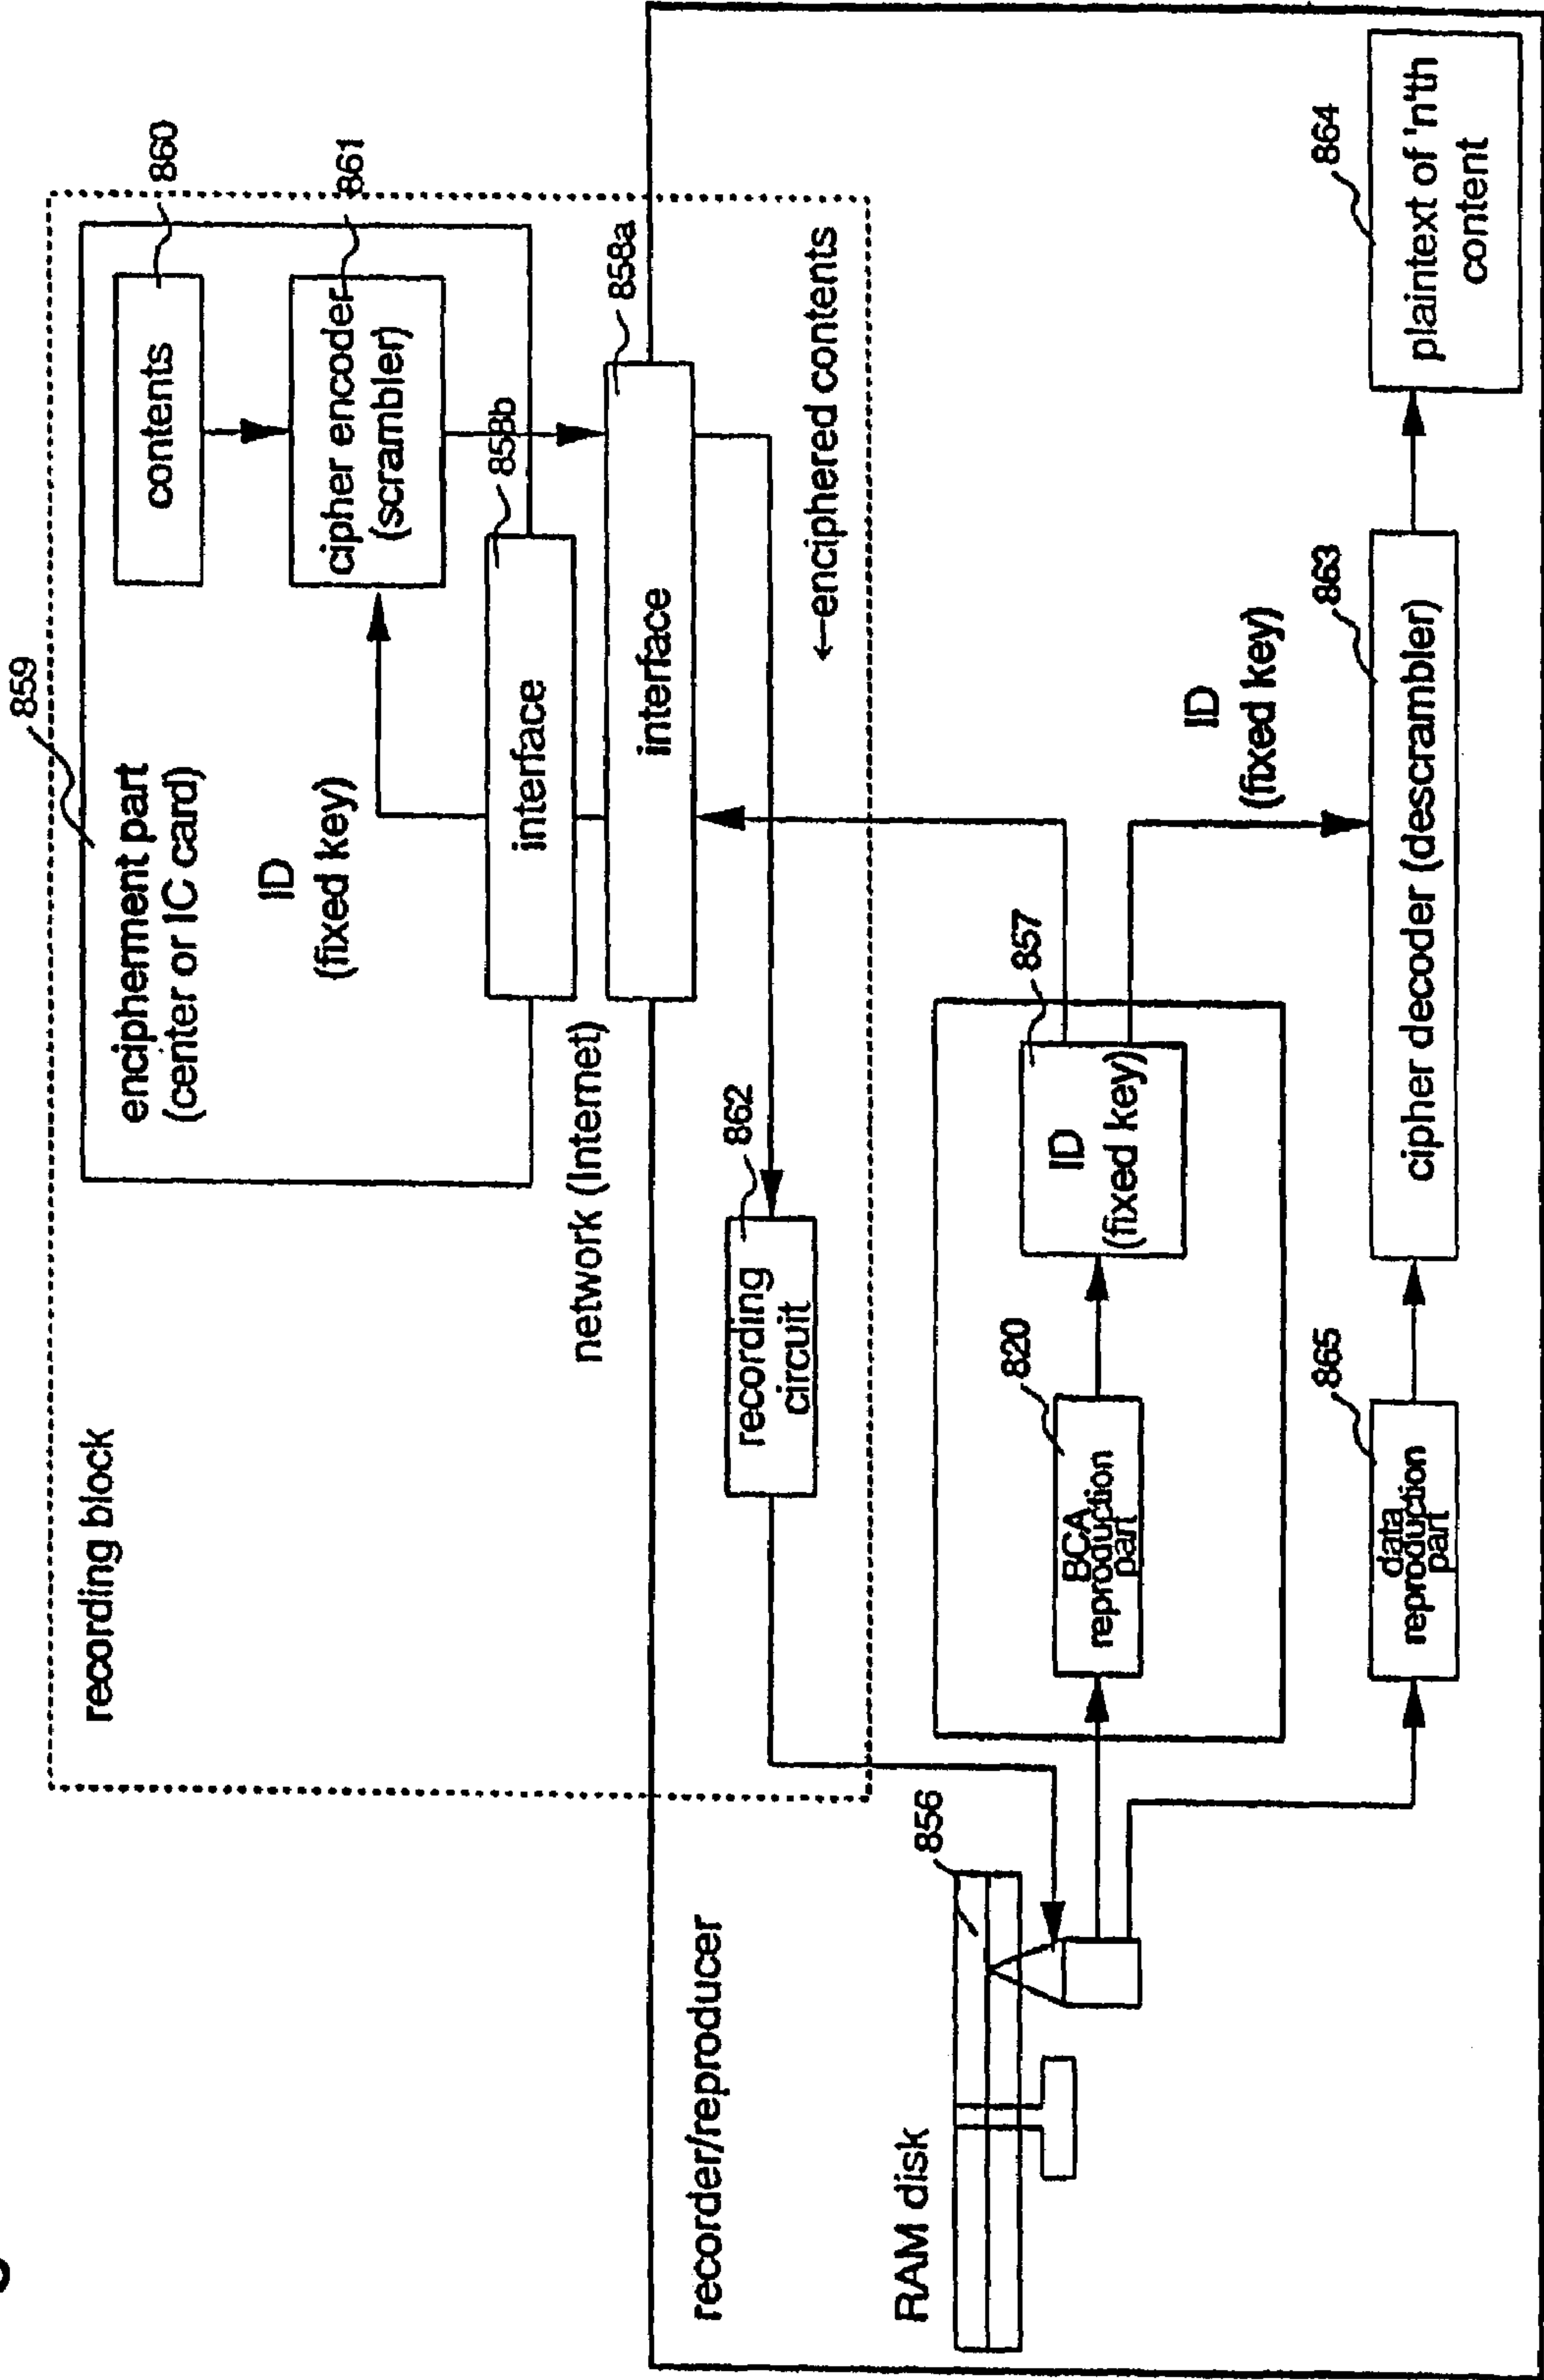 recording block
859
enciphernent part
(center or IC card)
ID
(fixed key)
contents
860
cipher encoder
(scrambler)
861
interface
858b
network (Internet)
interface
858a
recording
circuit
862
←enciphered contents
recorder/reproducer
RAM disk
856
BCA
reproduction
part
820
ID
(fixed key)
857
ID
(fixed key)
data
reproduction
part
865
cipher decoder (descrambler)
863
plaintext of 'n'th
content
864